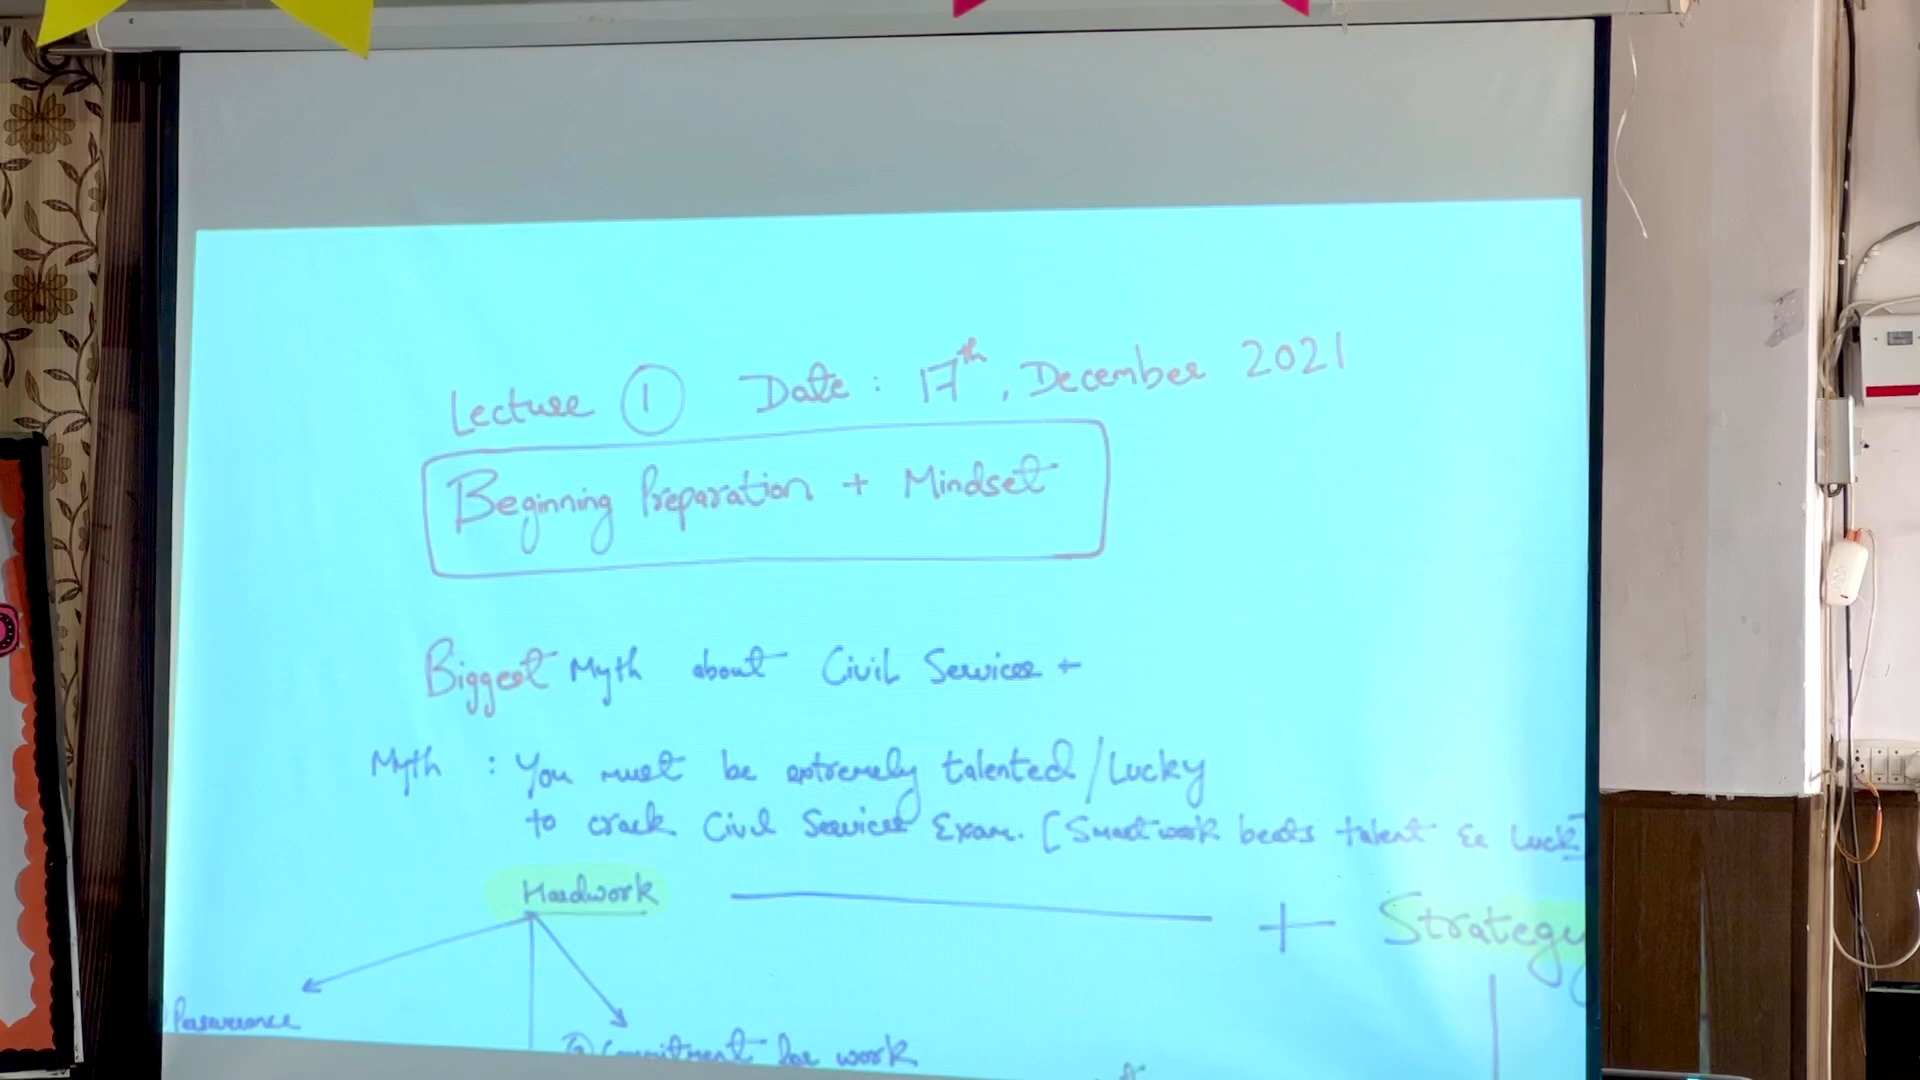 Lecture 1 Date : 17th, December 2021
Beginning Preparation + Mindset
Biggest Myth about Civil Services +
Myth : You must be extremely talented / Lucky
to crack Civil Services Exam. [Smartwork beats talent & Luck]
Hardwork + Strategy
Perseverance
Commitment for work